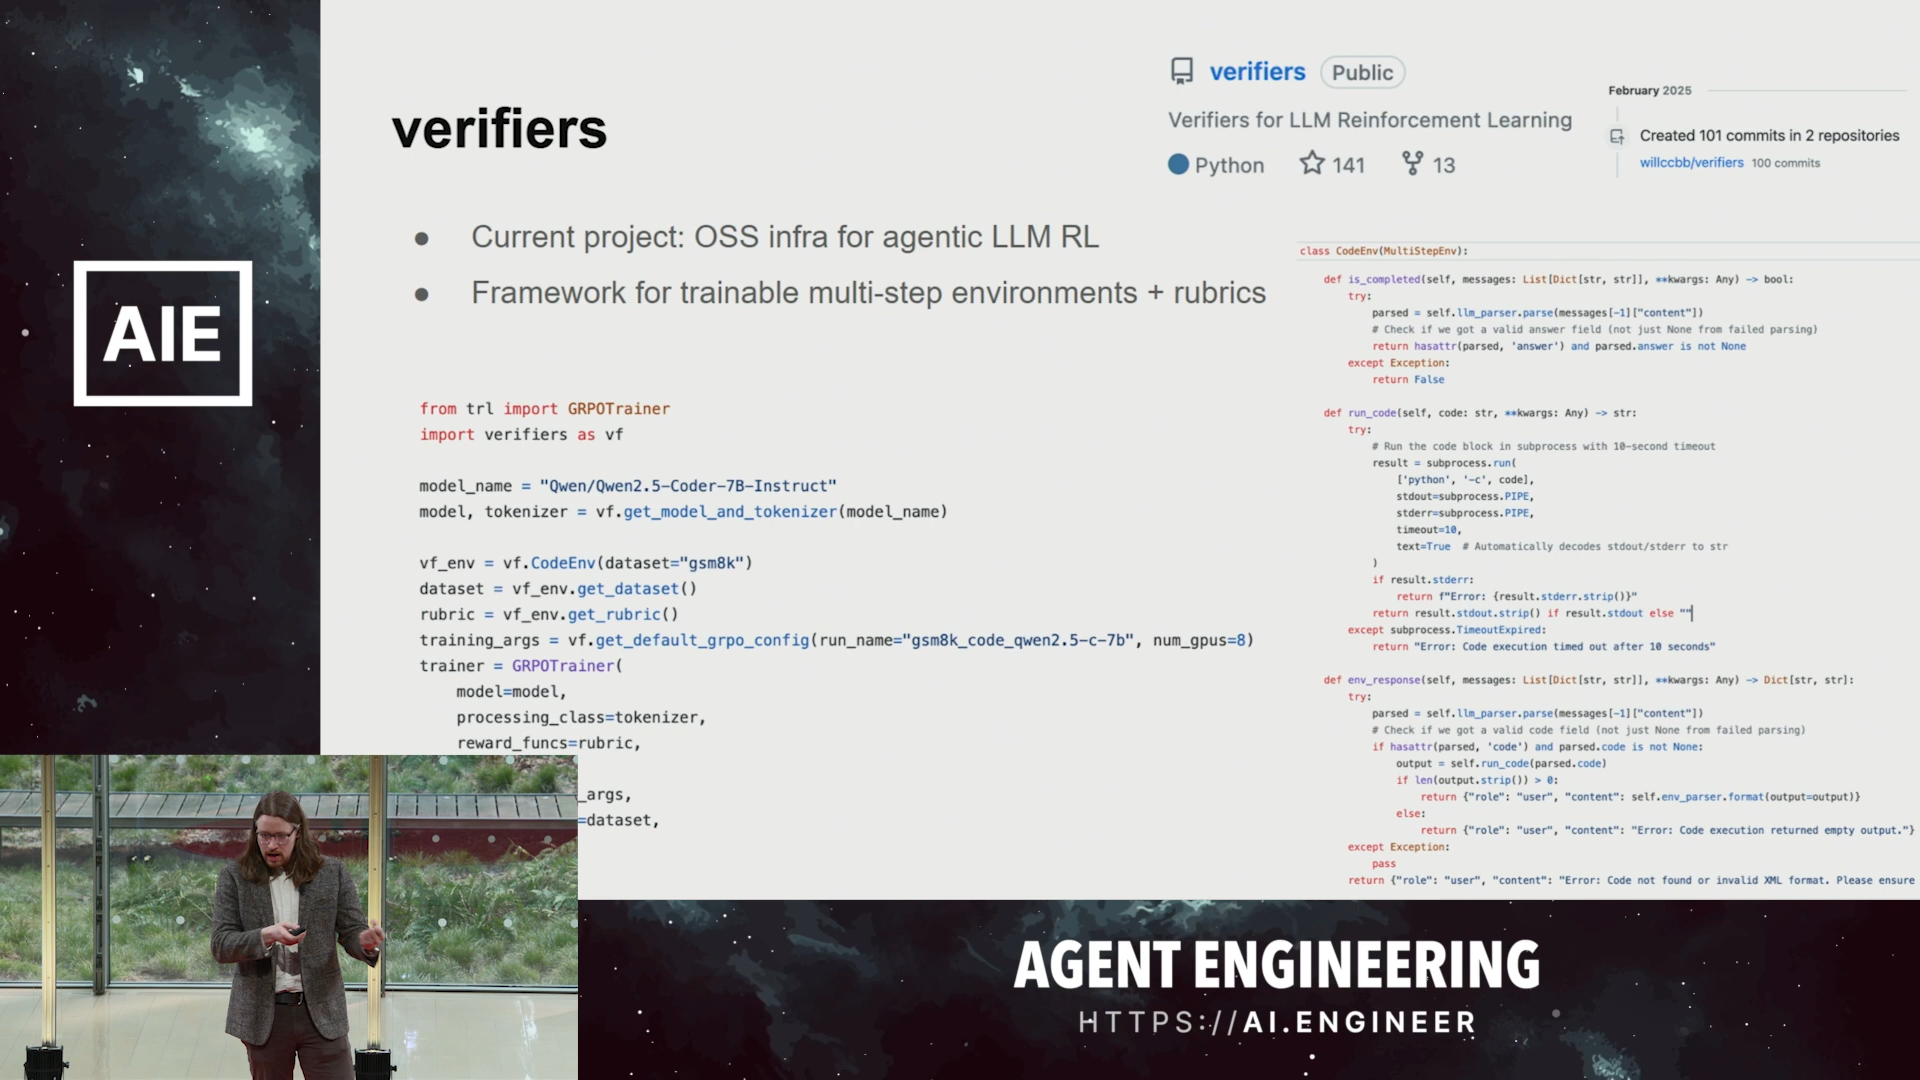 AIE
verifiers
Current project: OSS infra for agentic LLM RL
Framework for trainable multi-step environments + rubrics
from trl import GRPOTrainer
import verifiers as vf
model_name = "Qwen/Qwen2.5-Coder-7B-Instruct"
model, tokenizer = vf.get_model_and_tokenizer(model_name)
vf_env = vf.CodeEnv(dataset="gsm8k")
dataset = vf_env.get_dataset()
rubric = vf_env.get_rubric()
training_args = vf.get_default_grpo_config(run_name="gsm8k_code_qwen2.5-c-7b", num_gpus=8)
trainer = GRPOTrainer(
model=model,
processing_class=tokenizer,
reward_funcs=rubric,
_args,
=dataset,
verifiers Public
Verifiers for LLM Reinforcement Learning
Python 141 13
February 2025
Created 101 commits in 2 repositories
willccbb/verifiers 100 commits
class CodeEnv(MultiStepEnv):
def is_completed(self, messages: List[Dict[str, str]], **kwargs: Any) -> bool:
try:
parsed = self.llm_parser.parse(messages[-1]["content"])
# Check if we got a valid answer field (not just None from failed parsing)
return hasattr(parsed, 'answer') and parsed.answer is not None
except Exception:
return False
def run_code(self, code: str, **kwargs: Any) -> str:
try:
# Run the code block in subprocess with 10-second timeout
result = subprocess.run(
['python', '-c', code],
stdout=subprocess.PIPE,
stderr=subprocess.PIPE,
timeout=10,
text=True # Automatically decodes stdout/stderr to str
)
if result.stderr:
return f"Error: {result.stderr.strip()}"
return result.stdout.strip() if result.stdout else ""
except subprocess.TimeoutExpired:
return "Error: Code execution timed out after 10 seconds"
def env_response(self, messages: List[Dict[str, str]], **kwargs: Any) -> Dict[str, str]:
try:
parsed = self.llm_parser.parse(messages[-1]["content"])
# Check if we got a valid code field (not just None from failed parsing)
if hasattr(parsed, 'code') and parsed.code is not None:
output = self.run_code(parsed.code)
if len(output.strip()) > 0:
return {"role": "user", "content": self.env_parser.format(output=output)}
else:
return {"role": "user", "content": "Error: Code execution returned empty output."}
except Exception:
pass
return {"role": "user", "content": "Error: Code not found or invalid XML format. Please ensure
AGENT ENGINEERING
HTTPS://AI.ENGINEER